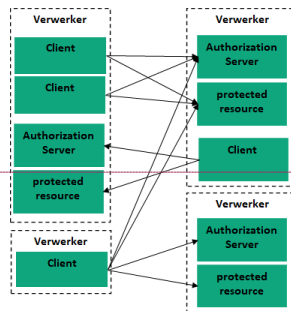 Verwerker
Client
Client
Authorization
Server
protected
resource
Verwerker
Client
Verwerker
Authorization
Server
protected
resource
Client
Verwerker
Authorization
Server
protected
resource